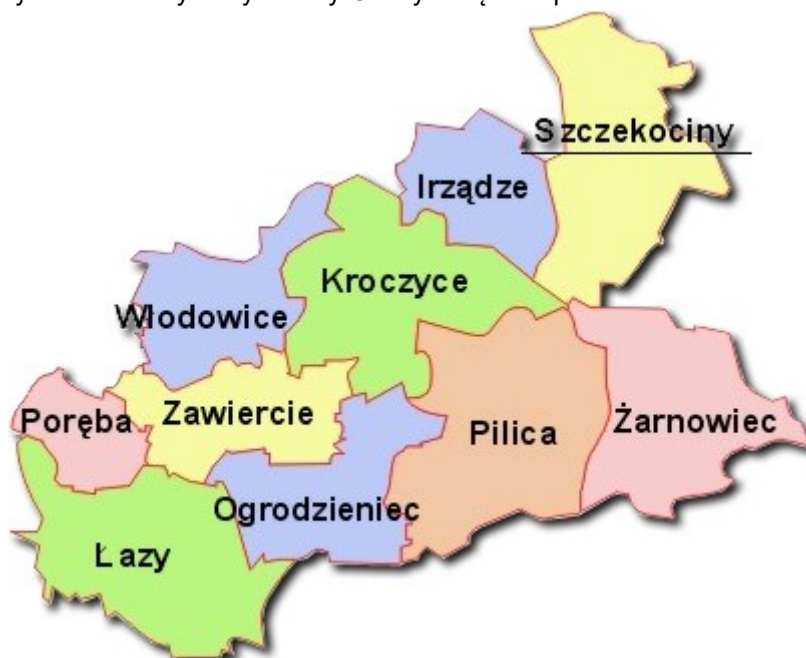 Szczekociny
Irządze
Kroczyce
Włodowice
Poręba
Zawiercie
Pilica
Żarnowiec
Ogrodzieniec
Łazy